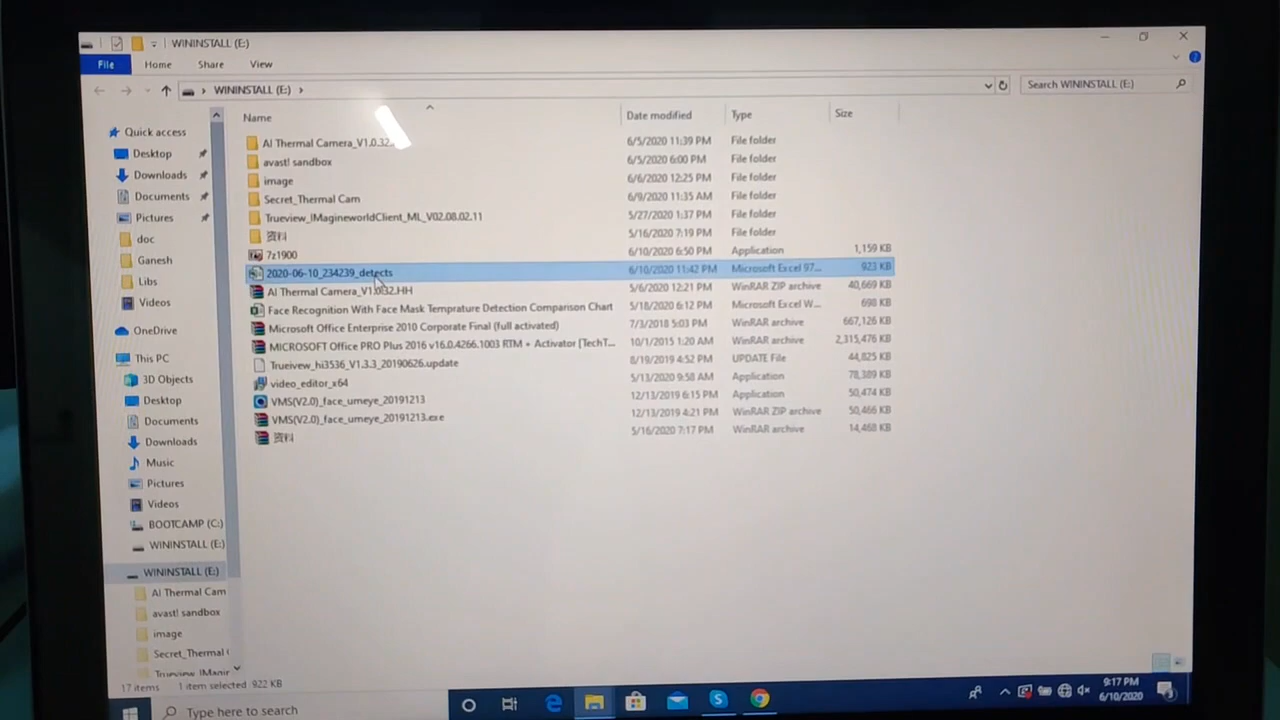 WININSTALL (E:)
File Home Share View
WININSTALL (E:)
Search WININSTALL (E:)
Name Date modified Type Size
Quick access
Desktop
Downloads
Documents
Pictures
doc
Ganesh
Libs
Videos
OneDrive
This PC
3D Objects
Desktop
Documents
Downloads
Music
Pictures
Videos
BOOTCAMP (C:)
WININSTALL (E:)
WININSTALL (E:)
AI Thermal Cam
avast! sandbox
image
Secret_Thermal
Trueview_IMagin
AI Thermal Camera_V1.0.32. 6/5/2020 11:39 PM File folder
avast! sandbox 6/5/2020 6:00 PM File folder
image 6/6/2020 12:25 PM File folder
Secret_Thermal Cam 6/9/2020 11:35 AM File folder
Trueview_IMagineworldClient_ML_V02.08.02.11 5/27/2020 1:37 PM File folder
资料 5/16/2020 7:19 PM File folder
7z1900 6/10/2020 6:50 PM Application 1,159 KB
2020-06-10_234239_detects 6/10/2020 11:42 PM Microsoft Excel 97... 923 KB
AI Thermal Camera_V1.0.32.HH 5/6/2020 12:21 PM WinRAR ZIP archive 40,669 KB
Face Recognition With Face Mask Temprature Detection Comparison Chart 5/18/2020 6:12 PM Microsoft Excel W... 698 KB
Microsoft Office Enterprise 2010 Corporate Final (full activated) 7/3/2018 5:03 PM WinRAR archive 667,126 KB
MICROSOFT Office PRO Plus 2016 v16.0.4266.1003 RTM + Activator [TechT... 10/1/2015 1:20 AM WinRAR archive 2,315,476 KB
Trueivew_hi3536_V1.3.3_20190626.update 8/19/2019 4:52 PM UPDATE File 44,825 KB
video_editor_x64 5/13/2020 9:58 AM Application 78,389 KB
VMS(V2.0)_face_umeye_20191213 12/13/2019 6:15 PM Application 50,474 KB
VMS(V2.0)_face_umeye_20191213.exe 12/13/2019 4:21 PM WinRAR ZIP archive 50,466 KB
资料 5/16/2020 7:17 PM WinRAR archive 14,468 KB
17 items 1 item selected 922 KB
Type here to search
9:17 PM
6/10/2020